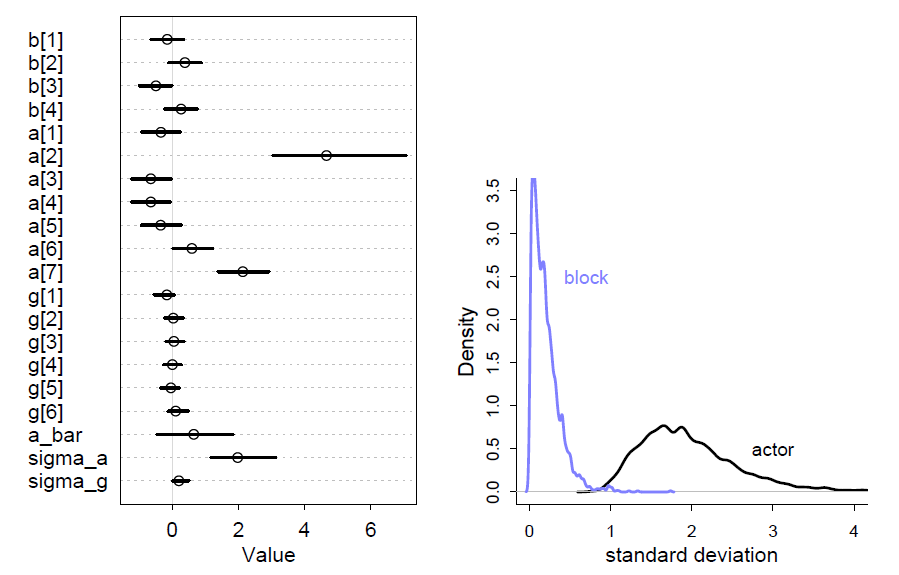 b[1]
b[2]
b[3]
b[4]
a[1]
a[2]
a[3]
a[4]
a[5]
a[6]
a[7]
g[1]
g[2]
g[3]
g[4]
g[5]
g[6]
a_bar
sigma_a
sigma_g
0 2 4 6
Value
3.5
3.0
2.5
2.0
1.5
1.0
0.5
0.0
Density
block
actor
0 1 2 3 4
standard deviation